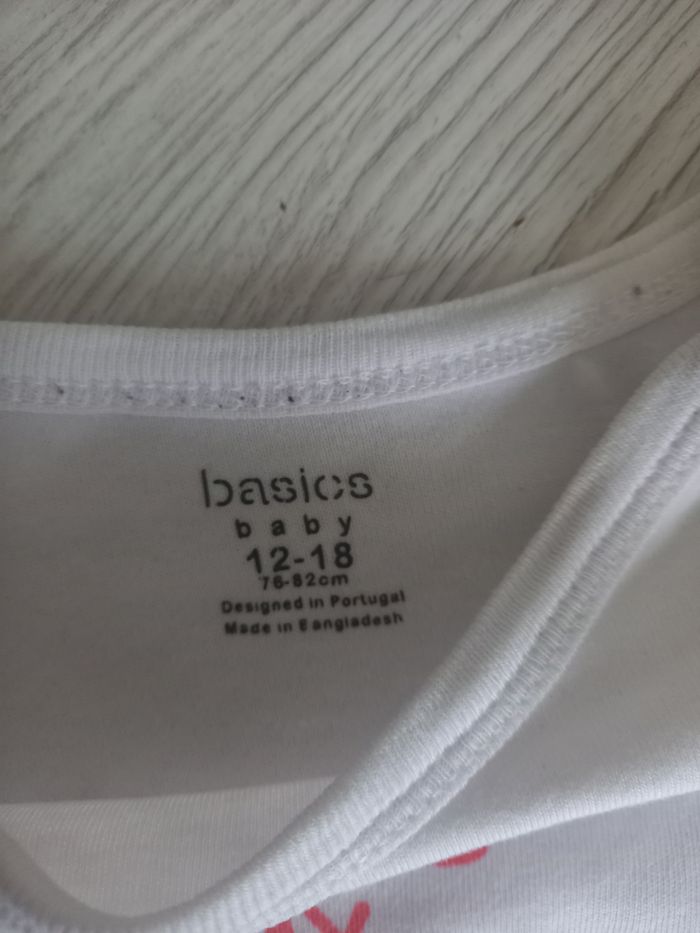 basics
baby
12-18
76-82cm
Designed in Portugal
Made in Bangladesh